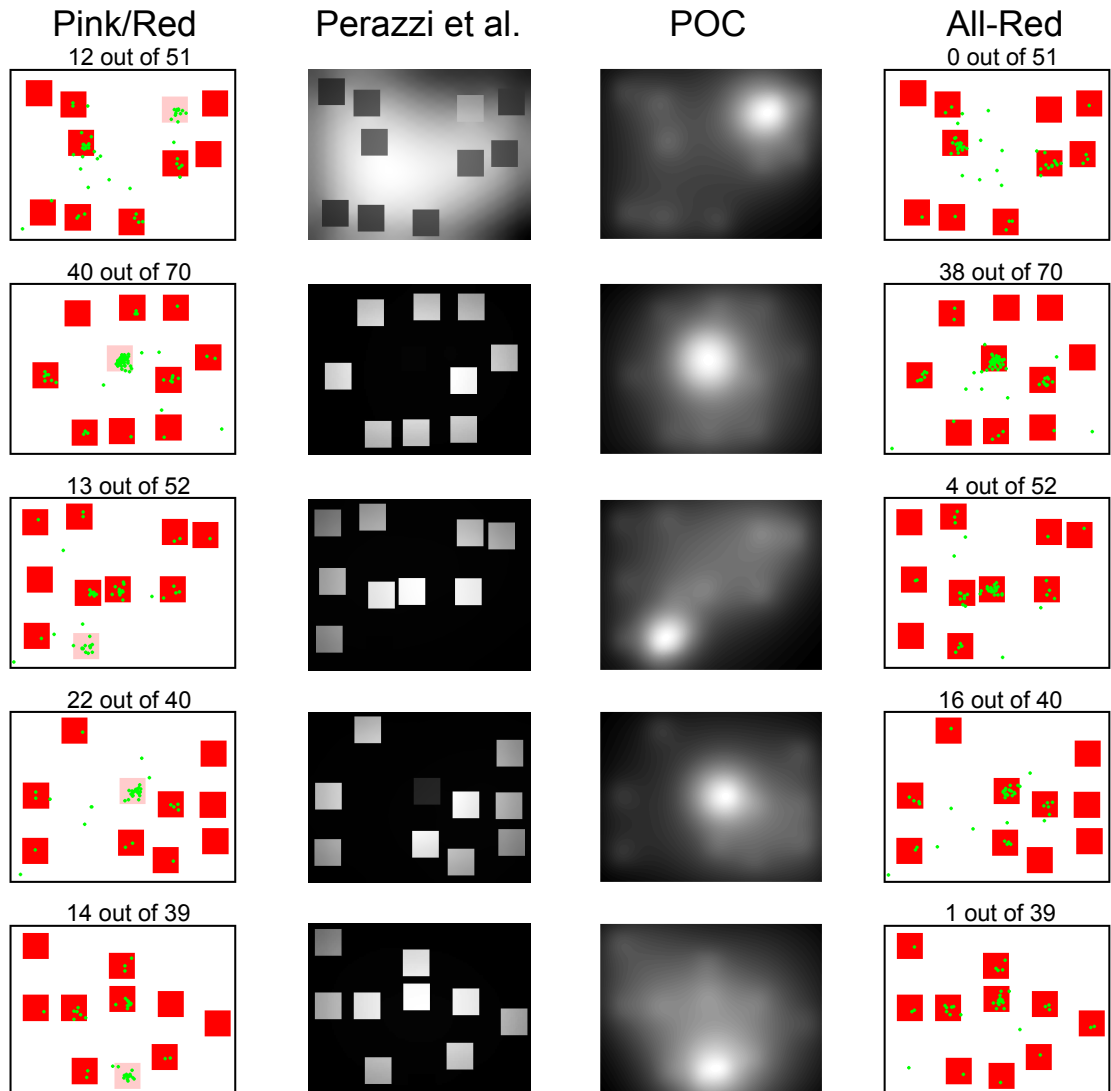 Pink/Red Perazzi et al. POC All-Red
12 out of 51 0 out of 51
40 out of 70 38 out of 70
13 out of 52 4 out of 52
22 out of 40 16 out of 40
14 out of 39 1 out of 39